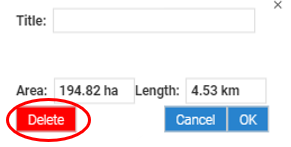 Title:
Area: 194.82 ha Length: 4.53 km
Delete Cancel OK